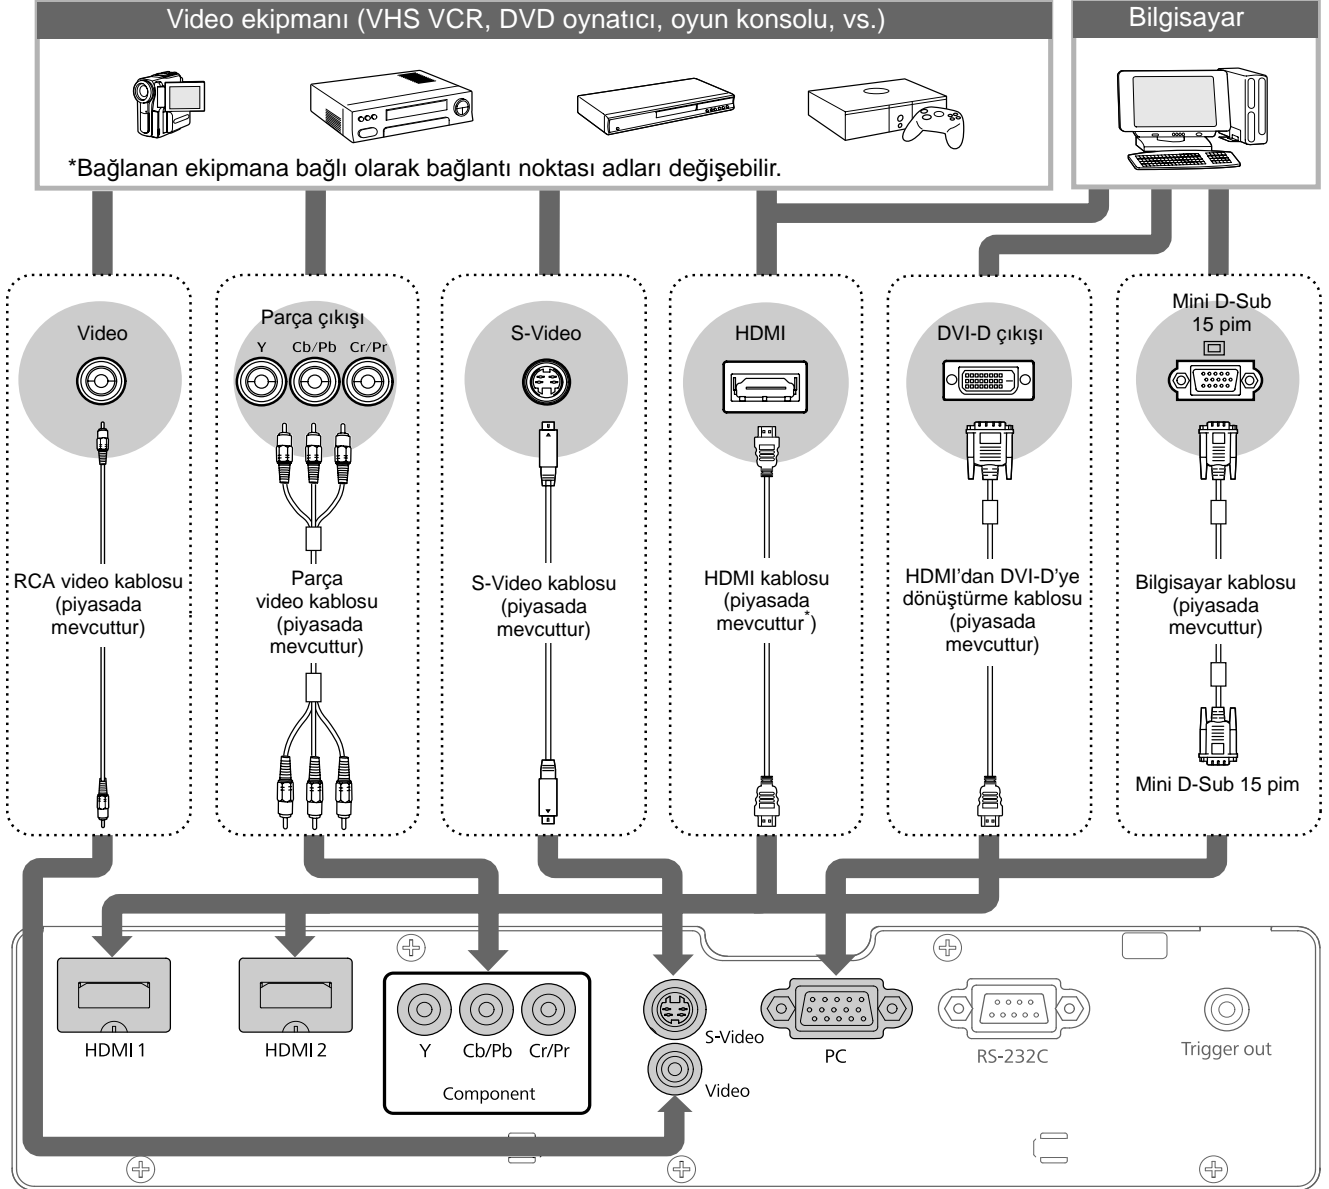 Video ekipmanı (VHS VCR, DVD oynatıcı, oyun konsolu, vs.)
Bilgisayar
*Bağlanan ekipmana bağlı olarak bağlantı noktası adları değişebilir.
Video
Parça çıkışı
Y
Cb/Pb
Cr/Pr
S-Video
HDMI
DVI-D çıkışı
Mini D-Sub
15 pim
RCA video kablosu
(piyasada
mevcuttur)
Parça
video kablosu
(piyasada
mevcuttur)
S-Video kablosu
(piyasada
mevcuttur)
HDMI kablosu
(piyasada
mevcuttur*)
HDMI’dan DVI-D’ye
dönüştürme kablosu
(piyasada
mevcuttur)
Bilgisayar kablosu
(piyasada
mevcuttur)
Mini D-Sub 15 pim
HDMI 1
HDMI 2
Y
Cb/Pb
Cr/Pr
Component
S-Video
Video
PC
RS-232C
Trigger out